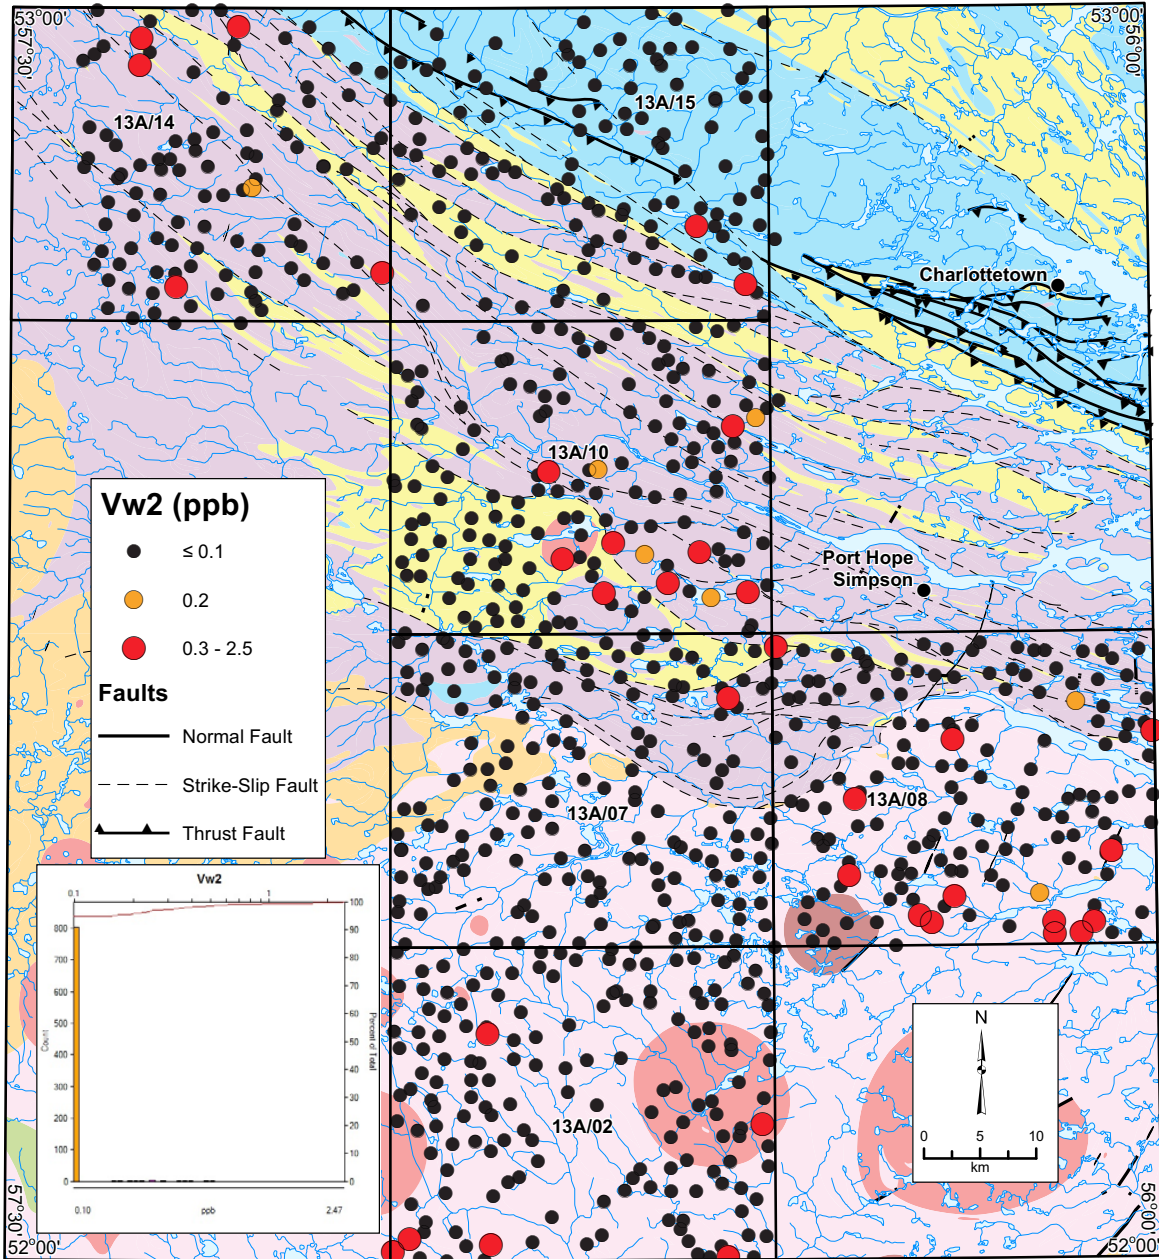 53°00'
57°30'
53°00'
56°00'
13A/14
13A/15
Charlottetown
13A/10
Port Hope
Simpson
13A/07
13A/08
13A/02
Vw2 (ppb)
≤ 0.1
0.2
0.3 - 2.5
Faults
Normal Fault
Strike-Slip Fault
Thrust Fault
Vw2
0.1
1
800
700
600
500
400
300
200
100
0
Count
100
90
80
70
60
50
40
30
20
10
0
Percent of Total
0.10
ppb
2.47
N
0
5
10
km
57°30'
52°00'
56°00'
52°00'